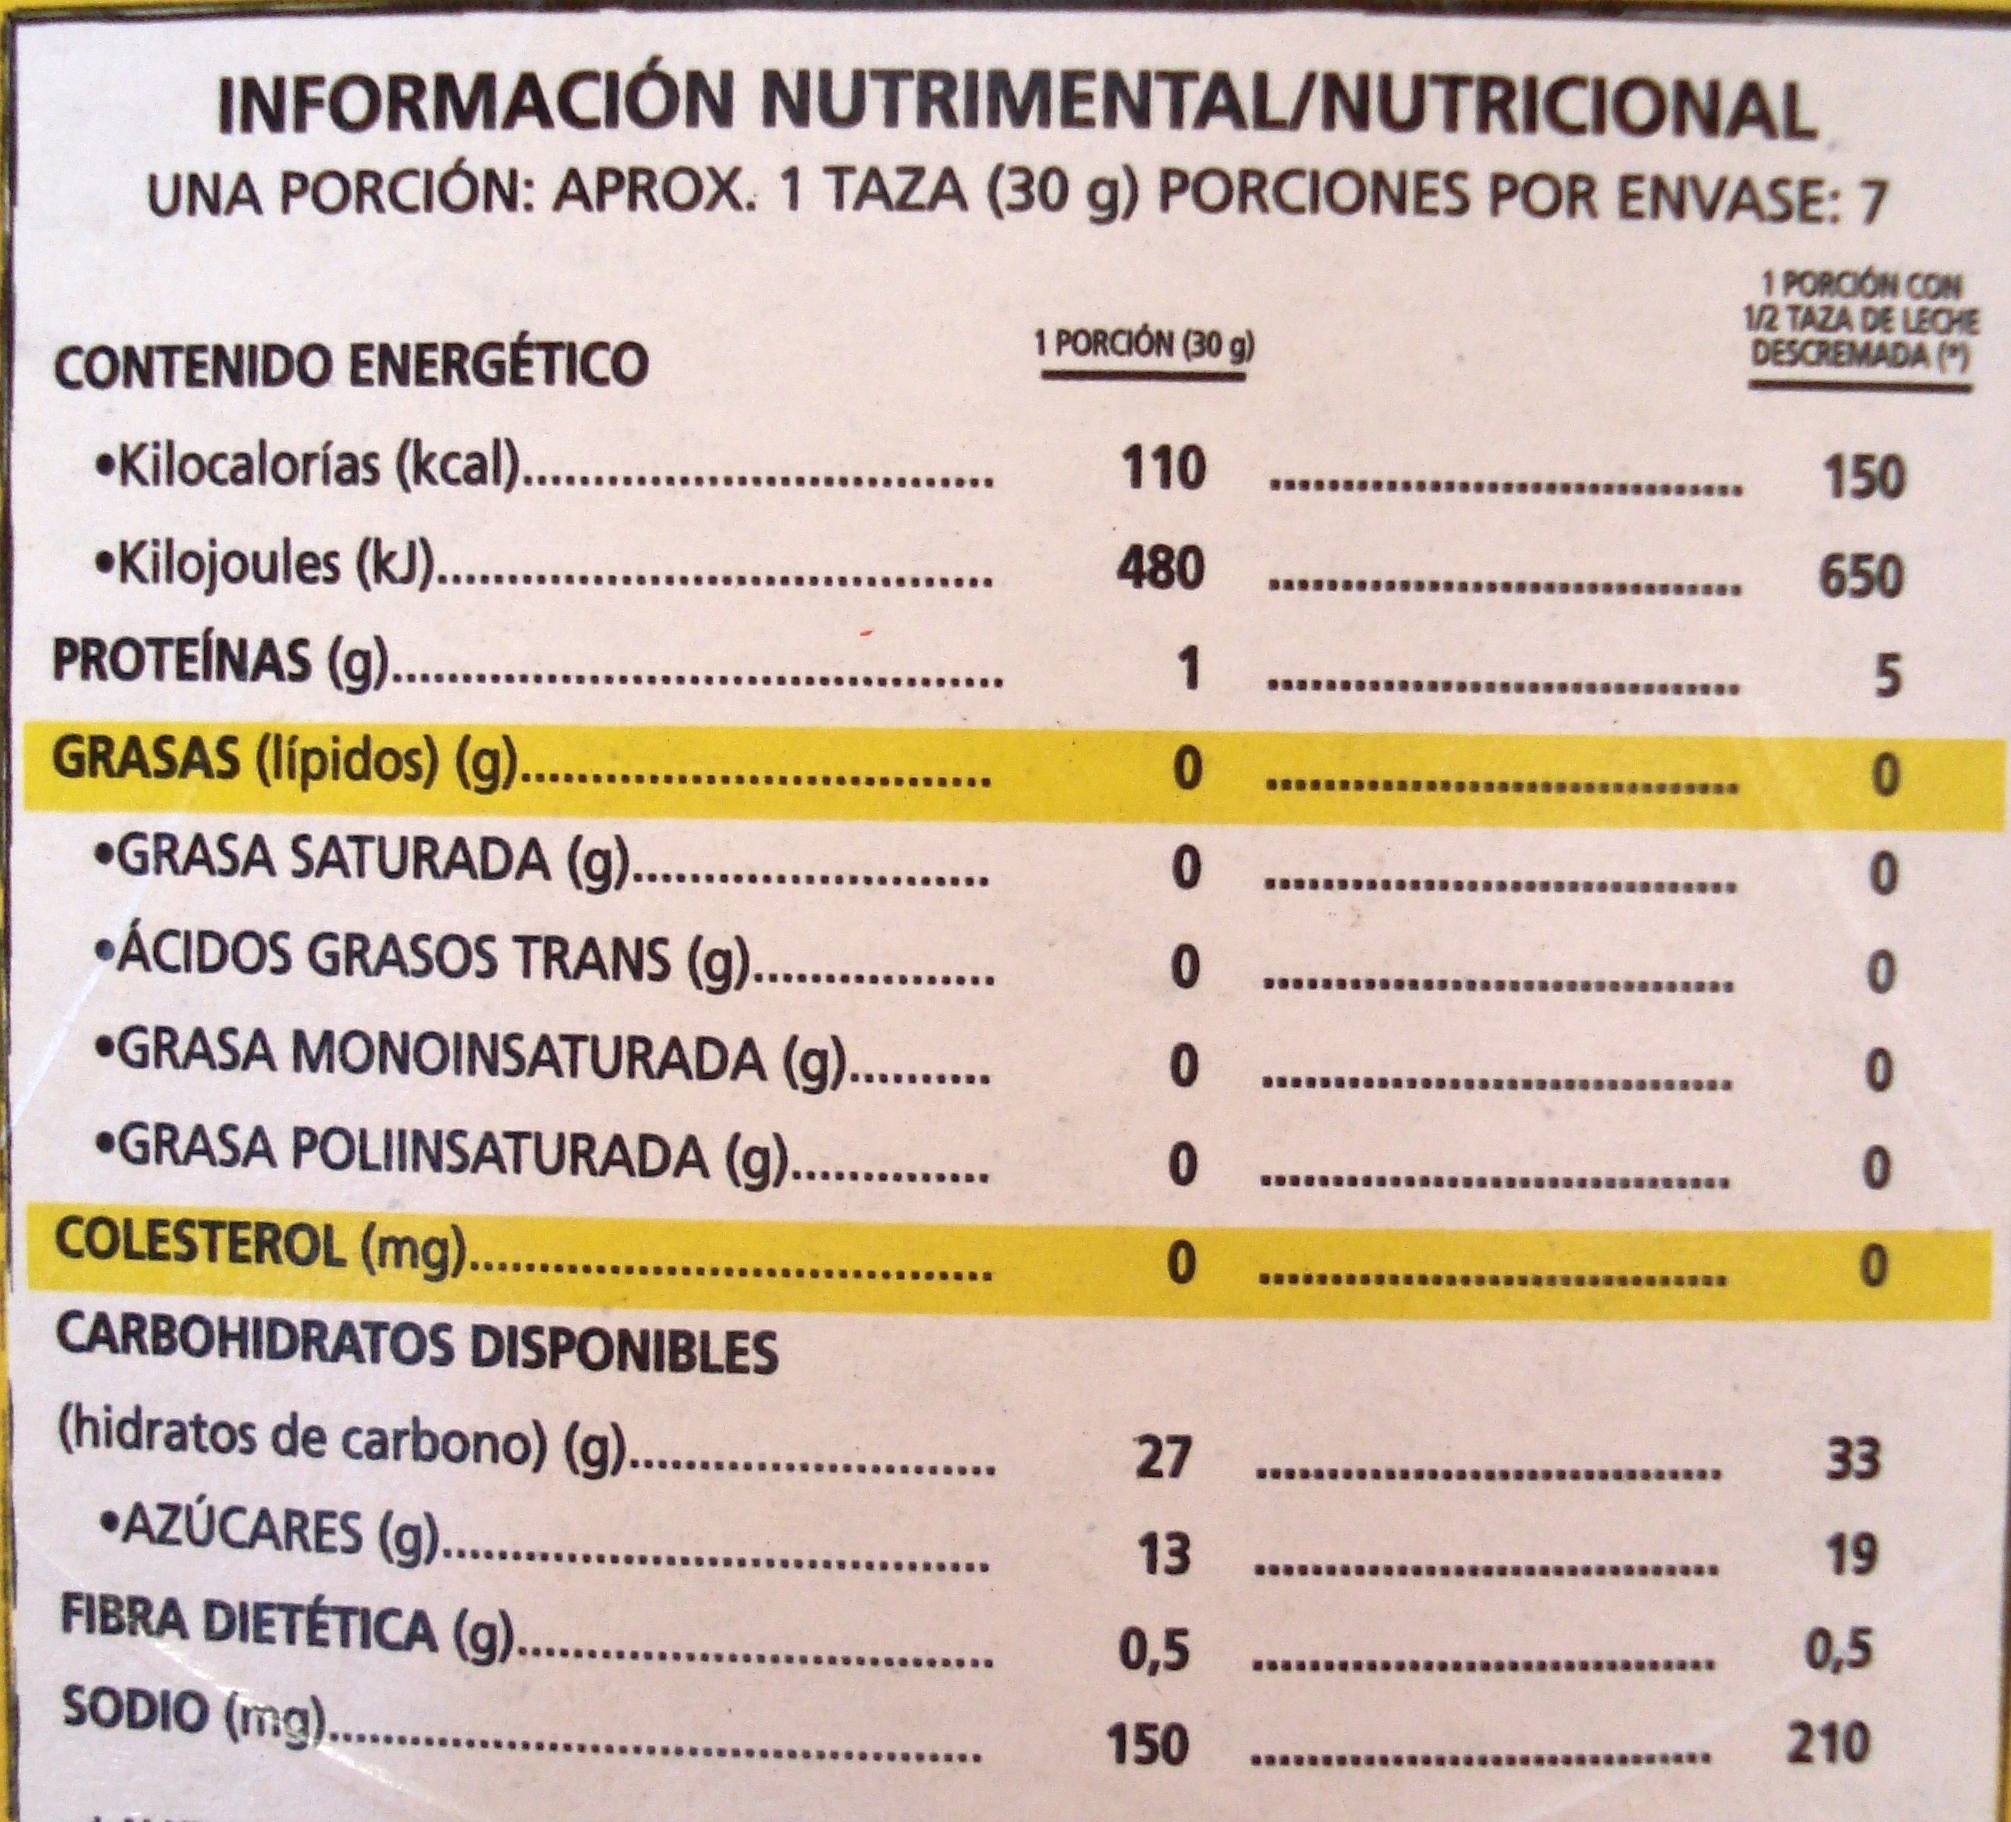 INFORMACIÓN NUTRIMENTAL/NUTRICIONAL
UNA PORCIÓN: APROX. 1 TAZA (30 g) PORCIONES POR ENVASE: 7
CONTENIDO ENERGÉTICO 1 PORCIÓN (30 g) 1 PORCIÓN CON
1/2 TAZA DE LECHE
DESCREMADA (*)
•Kilocalorías (kcal)................................. 110 ................................. 150
•Kilojoules (kJ)....................................... 480 ................................. 650
PROTEÍNAS (g)........................................... 1 ................................. 5
GRASAS (lípidos) (g)................................. 0 ................................. 0
•GRASA SATURADA (g)......................... 0 ................................. 0
•ÁCIDOS GRASOS TRANS (g)................. 0 ................................. 0
•GRASA MONOINSATURADA (g).......... 0 ................................. 0
•GRASA POLIINSATURADA (g).............. 0 ................................. 0
COLESTEROL (mg)..................................... 0 ................................. 0
CARBOHIDRATOS DISPONIBLES
(hidratos de carbono) (g).......................... 27 ................................. 33
•AZÚCARES (g)....................................... 13 ................................. 19
FIBRA DIETÉTICA (g)................................. 0,5 ................................. 0,5
SODIO (mg).............................................. 150 ................................. 210